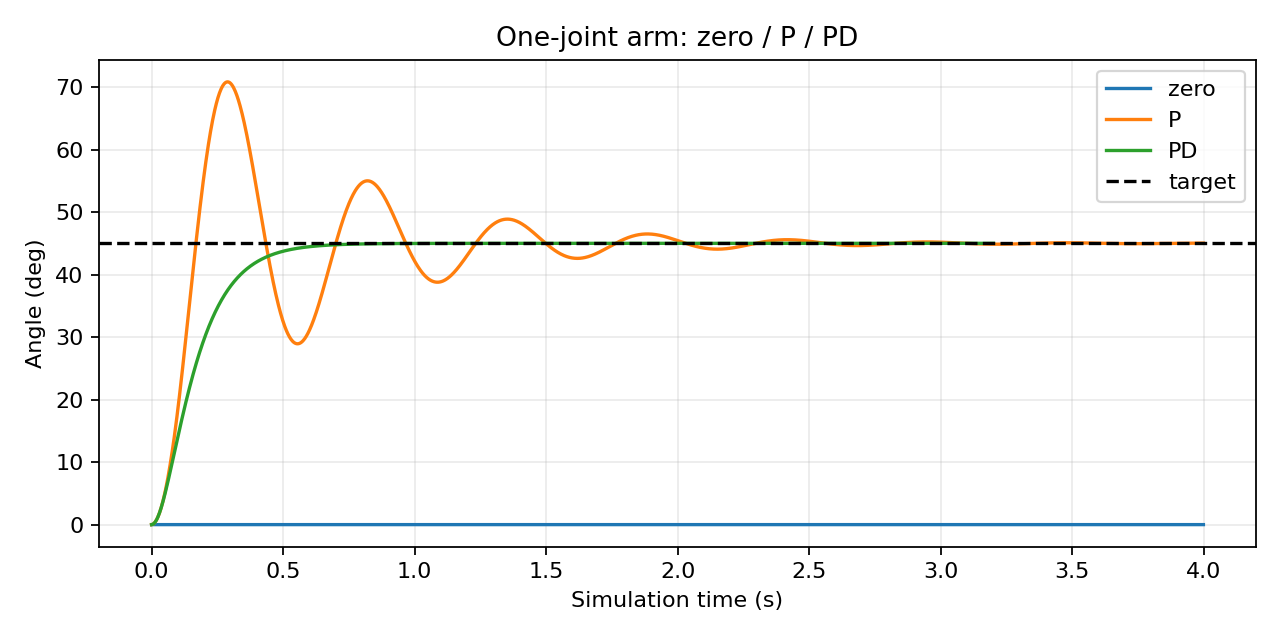 One-joint arm: zero / P / PD
zero
P
PD
target
Angle (deg)
70
60
50
40
30
20
10
0
0.0 0.5 1.0 1.5 2.0 2.5 3.0 3.5 4.0
Simulation time (s)